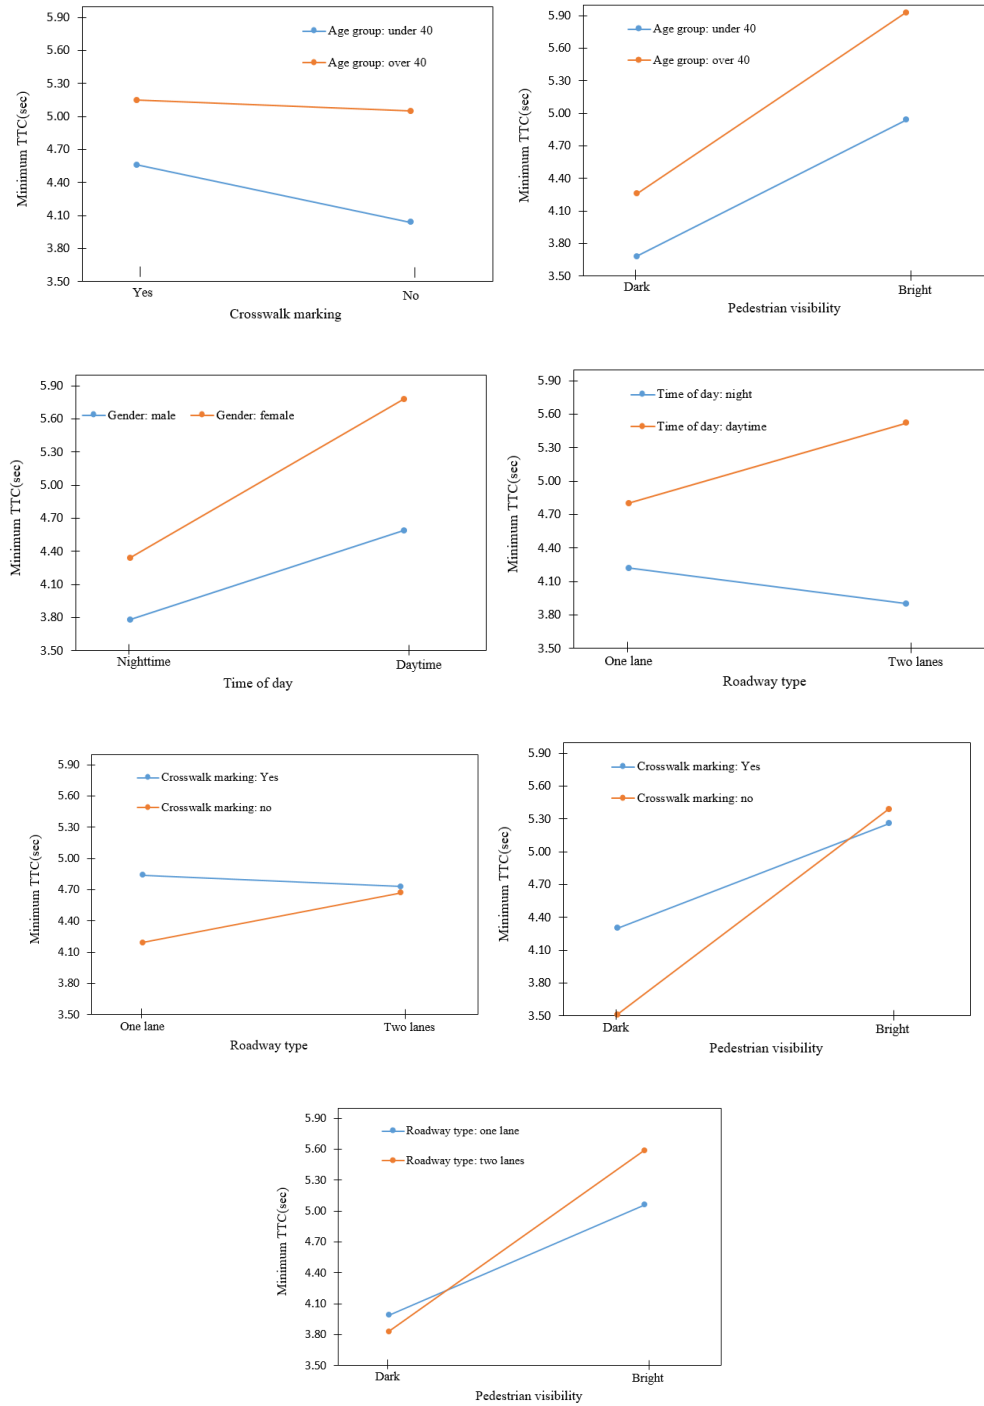 5.90
5.60
5.30
5.00
4.70
4.40
4.10
3.80
3.50
Minimum TTC(sec)
Age group: under 40
Age group: over 40
Yes
No
Crosswalk marking
5.90
5.60
5.30
5.00
4.70
4.40
4.10
3.80
3.50
Minimum TTC(sec)
Age group: under 40
Age group: over 40
Dark
Bright
Pedestrian visibility
5.90
5.60
5.30
5.00
4.70
4.40
4.10
3.80
3.50
Minimum TTC(sec)
Gender: male
Gender: female
Nighttime
Daytime
Time of day
5.90
5.60
5.30
5.00
4.70
4.40
4.10
3.80
3.50
Minimum TTC(sec)
Time of day: night
Time of day: daytime
One lane
Two lanes
Roadway type
5.90
5.60
5.30
5.00
4.70
4.40
4.10
3.80
3.50
Minimum TTC(sec)
Crosswalk marking: Yes
Crosswalk marking: no
One lane
Two lanes
Roadway type
5.90
5.60
5.30
5.00
4.70
4.40
4.10
3.80
3.50
Minimum TTC(sec)
Crosswalk marking: Yes
Crosswalk marking: no
Dark
Bright
Pedestrian visibility
5.90
5.60
5.30
5.00
4.70
4.40
4.10
3.80
3.50
Minimum TTC(sec)
Roadway type: one lane
Roadway type: two lanes
Dark
Bright
Pedestrian visibility